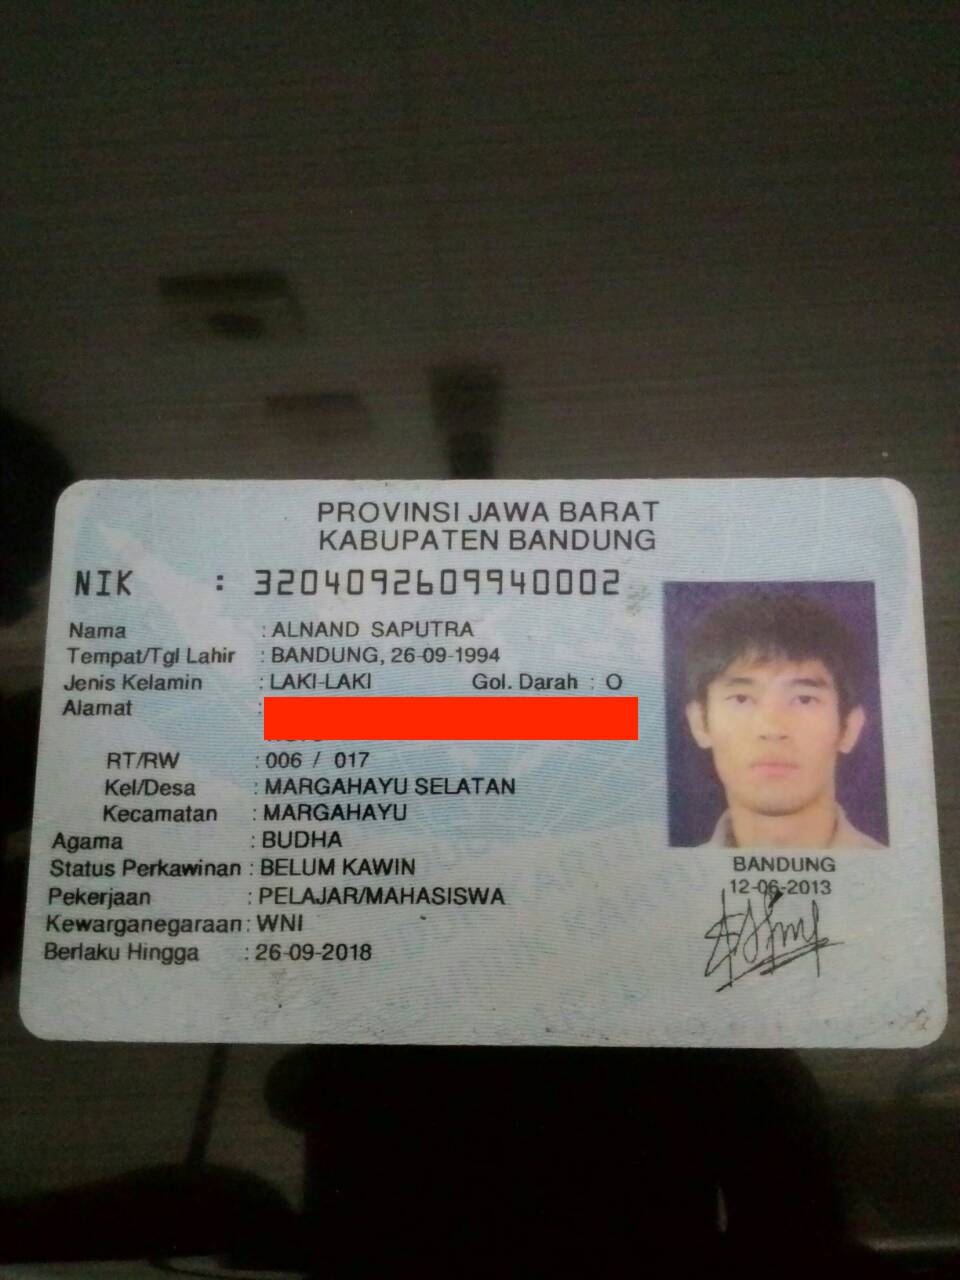 PROVINSI JAWA BARAT
KABUPATEN BANDUNG
NIK : 3204092609940002
Nama : ALNAND SAPUTRA
Tempat/Tgl Lahir : BANDUNG, 26-09-1994
Jenis Kelamin : LAKI-LAKI Gol. Darah : O
Alamat :
RT/RW : 006 / 017
Kel/Desa : MARGAHAYU SELATAN
Kecamatan : MARGAHAYU
Agama : BUDHA
Status Perkawinan : BELUM KAWIN
Pekerjaan : PELAJAR/MAHASISWA
Kewarganegaraan : WNI
Berlaku Hingga : 26-09-2018
BANDUNG
12-06-2013